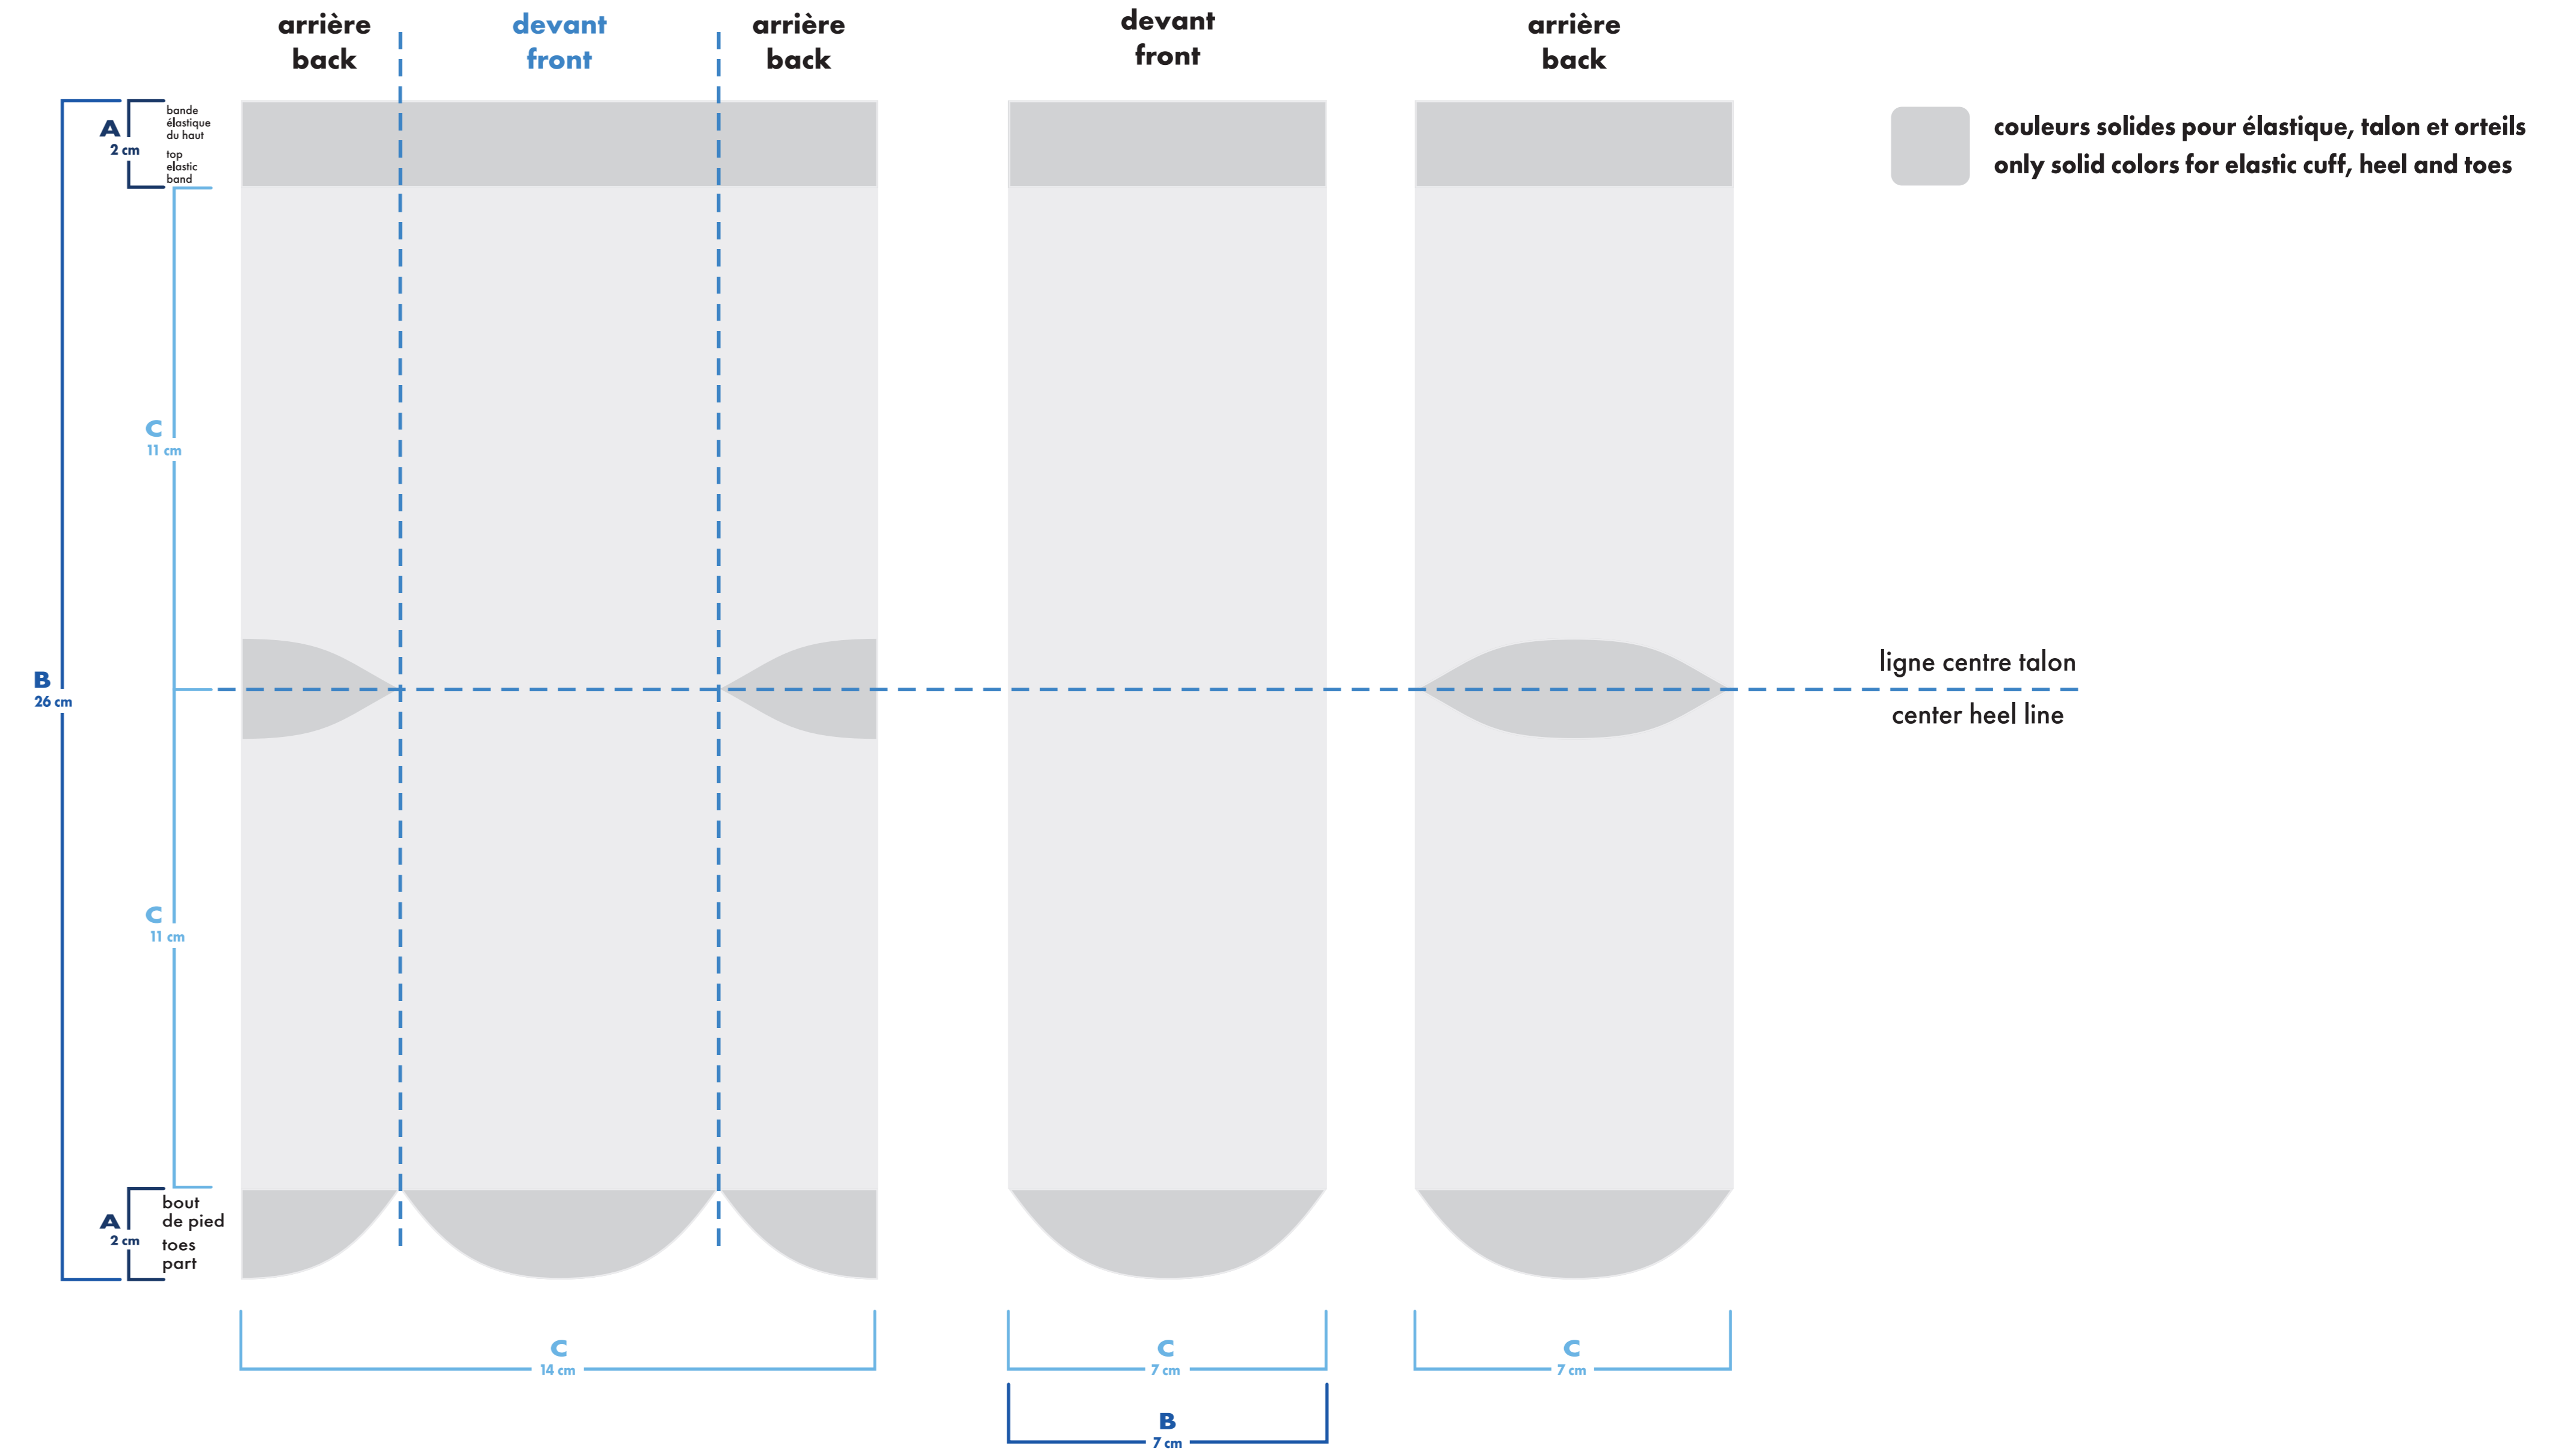 arrière
back
devant
front
arrière
back
devant
front
arrière
back
A
2 cm
bande
élastique
du haut
top
elastic
band
couleurs solides pour élastique, talon et orteils
only solid colors for elastic cuff, heel and toes
C
11 cm
B
26 cm
ligne centre talon
center heel line
C
11 cm
A
2 cm
bout
de pied
toes
part
C
14 cm
C
7 cm
C
7 cm
B
7 cm